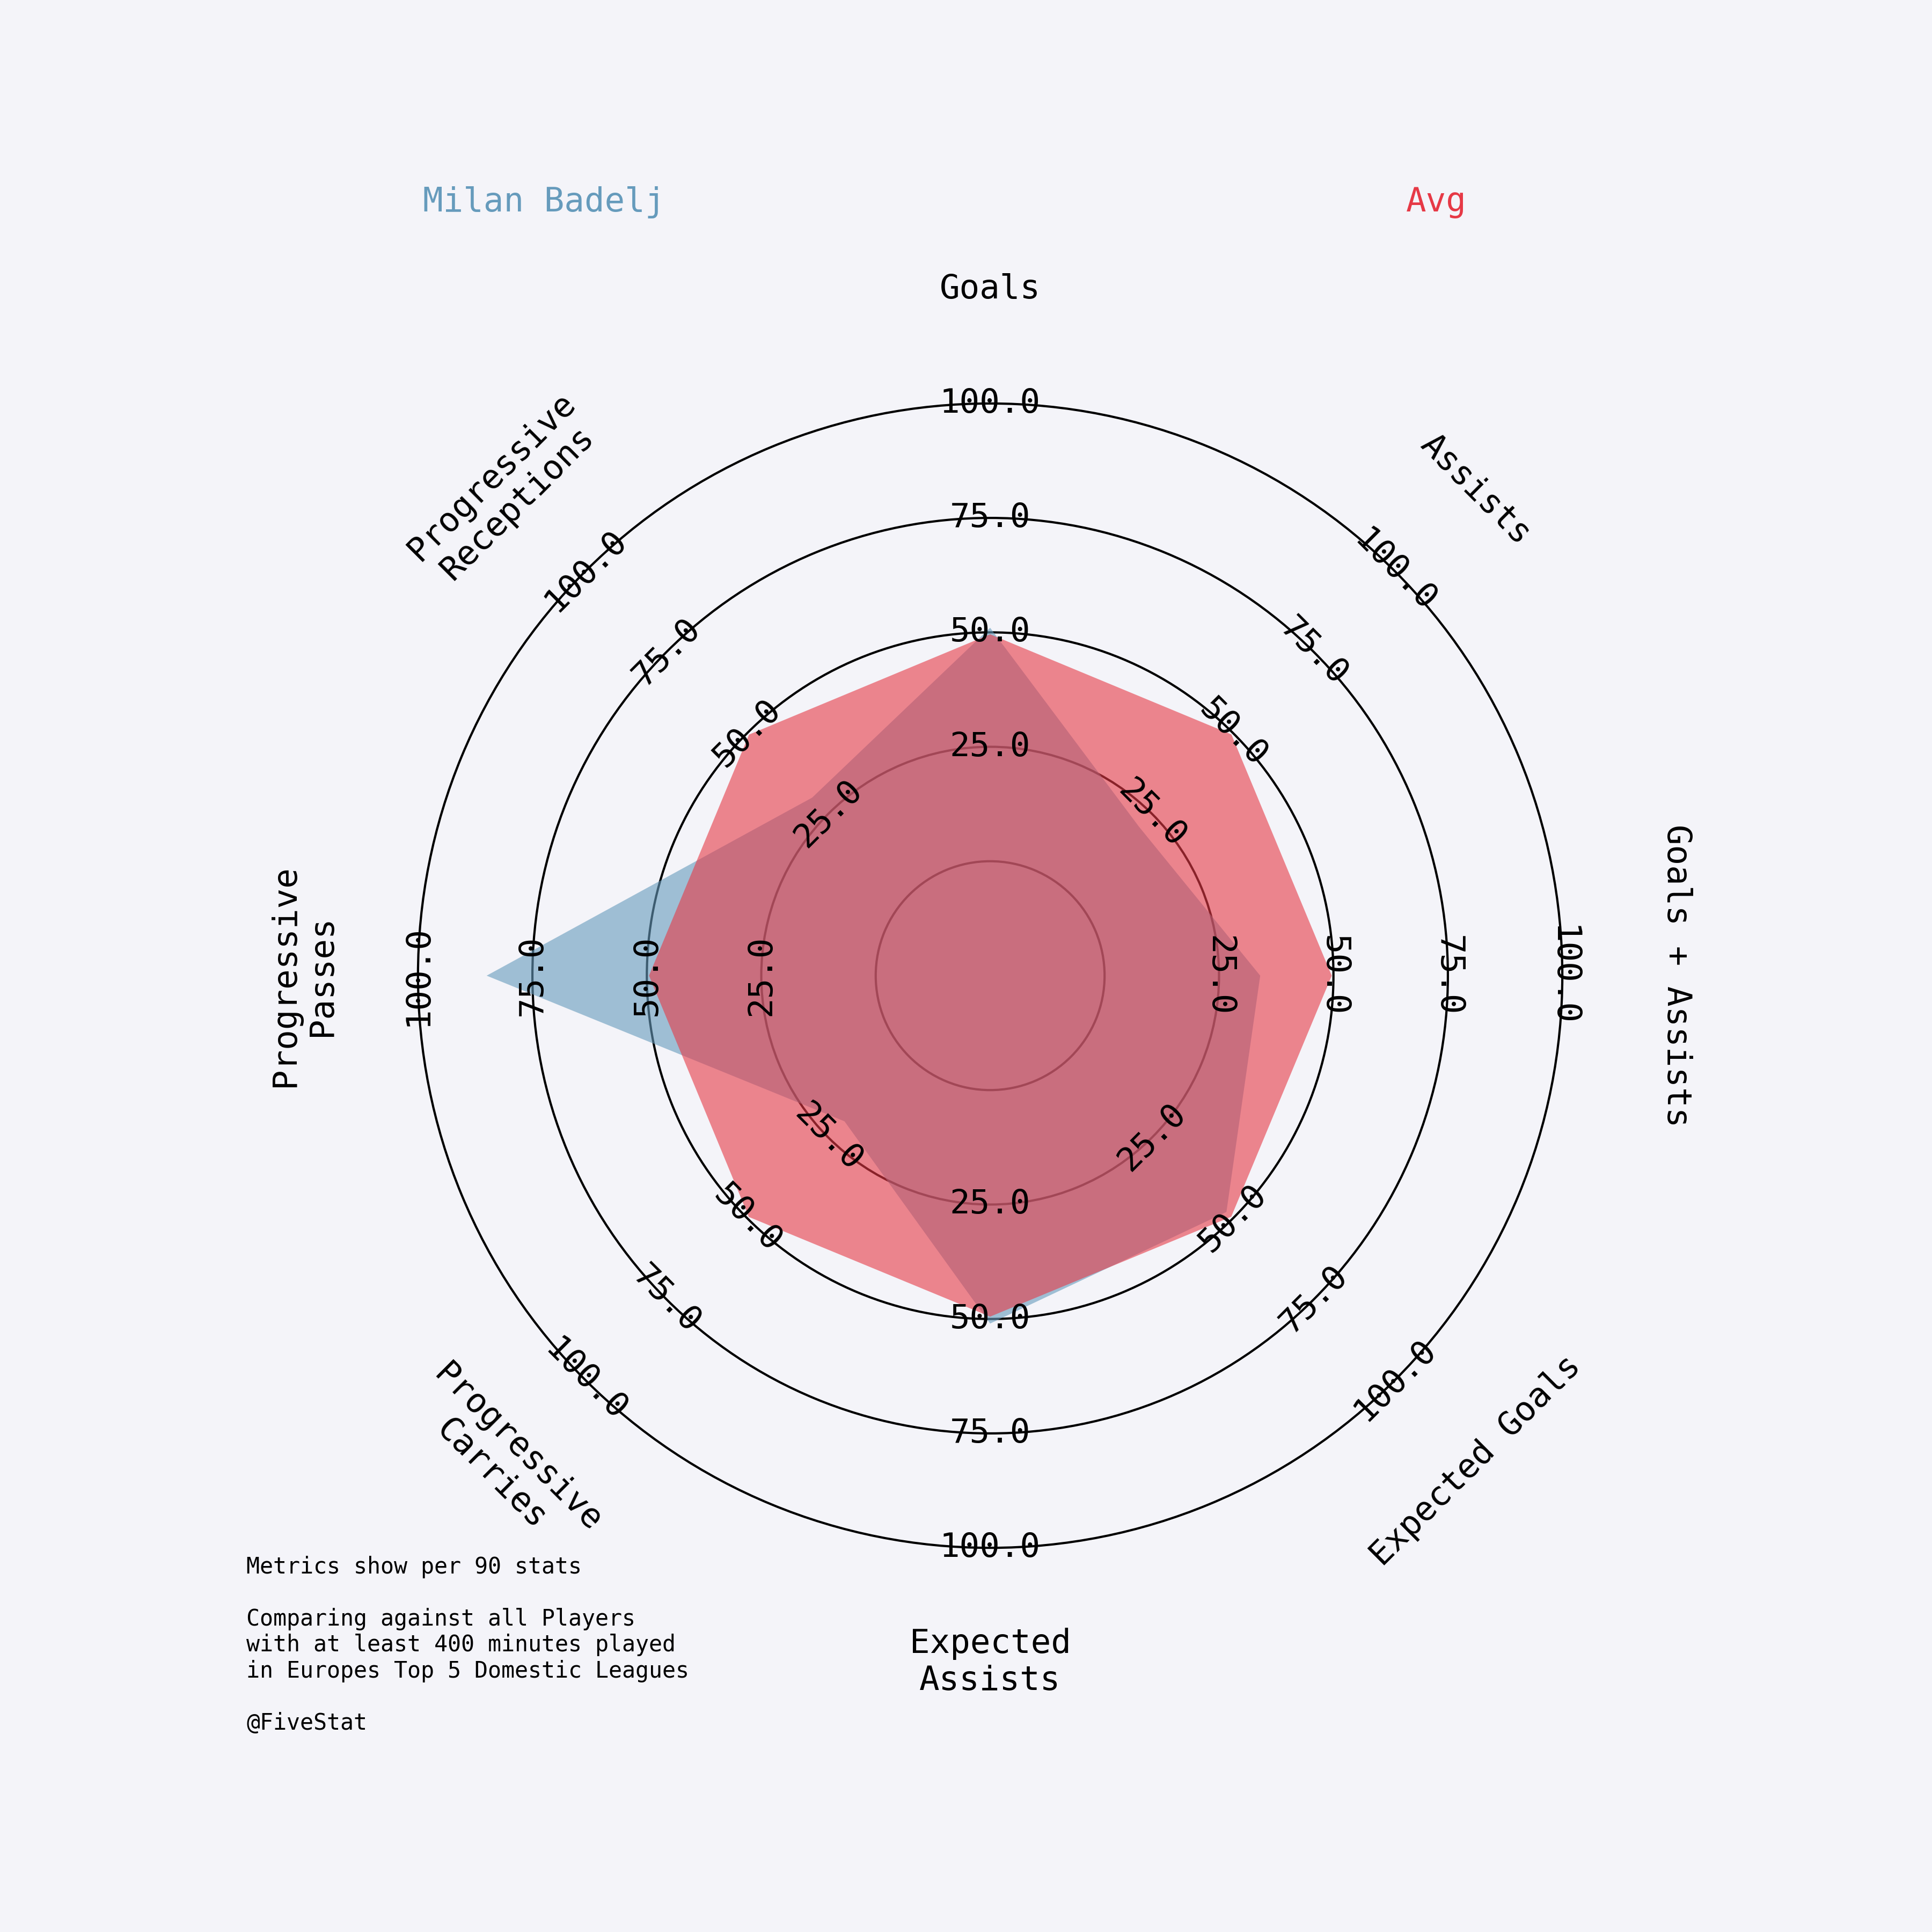 Milan Badelj
Avg
Goals
Assists
Goals + Assists
Expected Goals
Expected
Assists
Progressive
Carries
Progressive
Passes
Progressive
Receptions
25.0
50.0
75.0
100.0
25.0
50.0
75.0
100.0
25.0
50.0
75.0
100.0
25.0
50.0
75.0
100.0
25.0
50.0
75.0
100.0
25.0
50.0
75.0
100.0
25.0
50.0
75.0
100.0
25.0
50.0
75.0
100.0
Metrics show per 90 stats
Comparing against all Players
with at least 400 minutes played
in Europes Top 5 Domestic Leagues
@FiveStat